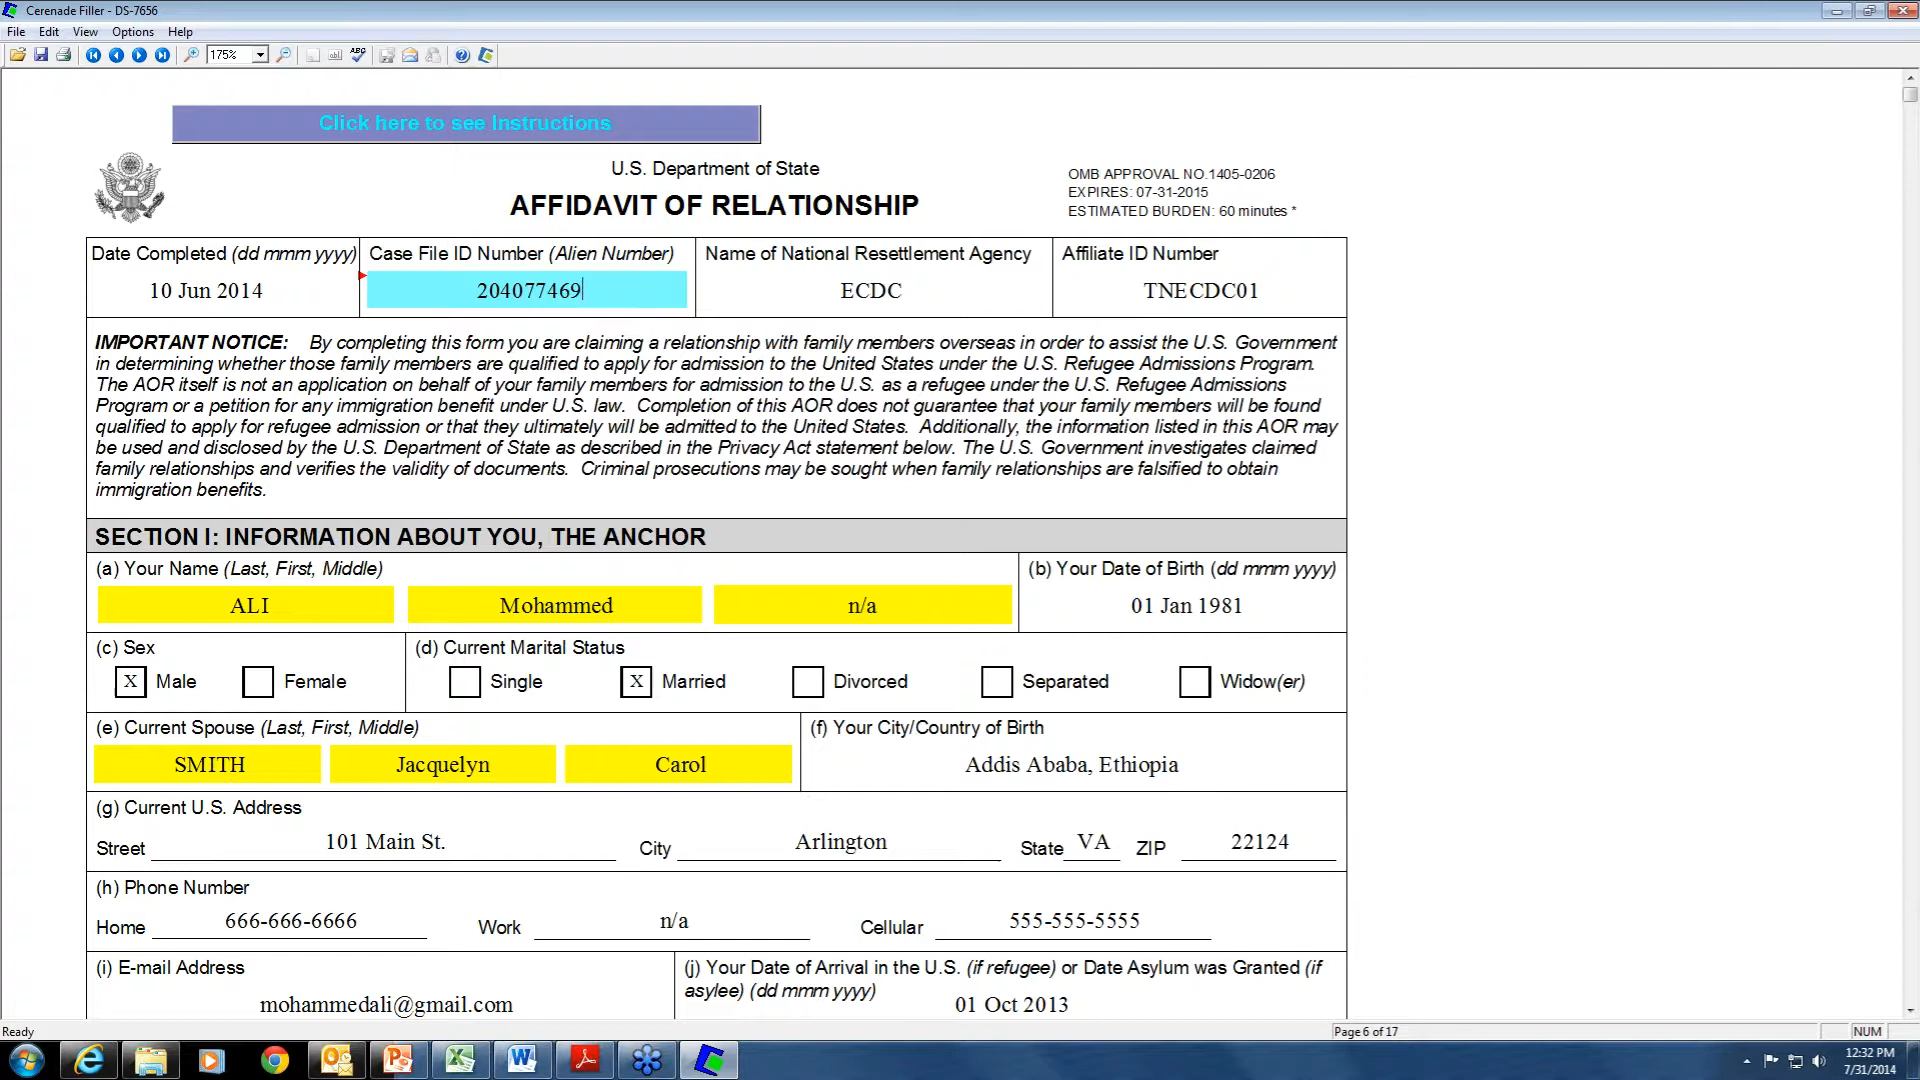 Cerenade Filler - DS-7656
File Edit View Options Help
175%
ABC
Click here to see Instructions
U.S. Department of State
AFFIDAVIT OF RELATIONSHIP
OMB APPROVAL NO.1405-0206
EXPIRES: 07-31-2015
ESTIMATED BURDEN: 60 minutes *
Date Completed (dd mmm yyyy) Case File ID Number (Alien Number) Name of National Resettlement Agency Affiliate ID Number
10 Jun 2014 204077469 ECDC TNECDC01
IMPORTANT NOTICE: By completing this form you are claiming a relationship with family members overseas in order to assist the U.S. Government
in determining whether those family members are qualified to apply for admission to the United States under the U.S. Refugee Admissions Program.
The AOR itself is not an application on behalf of your family members for admission to the U.S. as a refugee under the U.S. Refugee Admissions
Program or a petition for any immigration benefit under U.S. law. Completion of this AOR does not guarantee that your family members will be found
qualified to apply for refugee admission or that they ultimately will be admitted to the United States. Additionally, the information listed in this AOR may
be used and disclosed by the U.S. Department of State as described in the Privacy Act statement below. The U.S. Government investigates claimed
family relationships and verifies the validity of documents. Criminal prosecutions may be sought when family relationships are falsified to obtain
immigration benefits.
SECTION I: INFORMATION ABOUT YOU, THE ANCHOR
(a) Your Name (Last, First, Middle) (b) Your Date of Birth (dd mmm yyyy)
ALI Mohammed n/a 01 Jan 1981
(c) Sex (d) Current Marital Status
X Male Female Single X Married Divorced Separated Widow(er)
(e) Current Spouse (Last, First, Middle) (f) Your City/Country of Birth
SMITH Jacquelyn Carol Addis Ababa, Ethiopia
(g) Current U.S. Address
Street 101 Main St. City Arlington State VA ZIP 22124
(h) Phone Number
Home 666-666-6666 Work n/a Cellular 555-555-5555
(i) E-mail Address (j) Your Date of Arrival in the U.S. (if refugee) or Date Asylum was Granted (if
asylee) (dd mmm yyyy)
mohammedali@gmail.com 01 Oct 2013
Ready Page 6 of 17 NUM
12:32 PM
7/31/2014